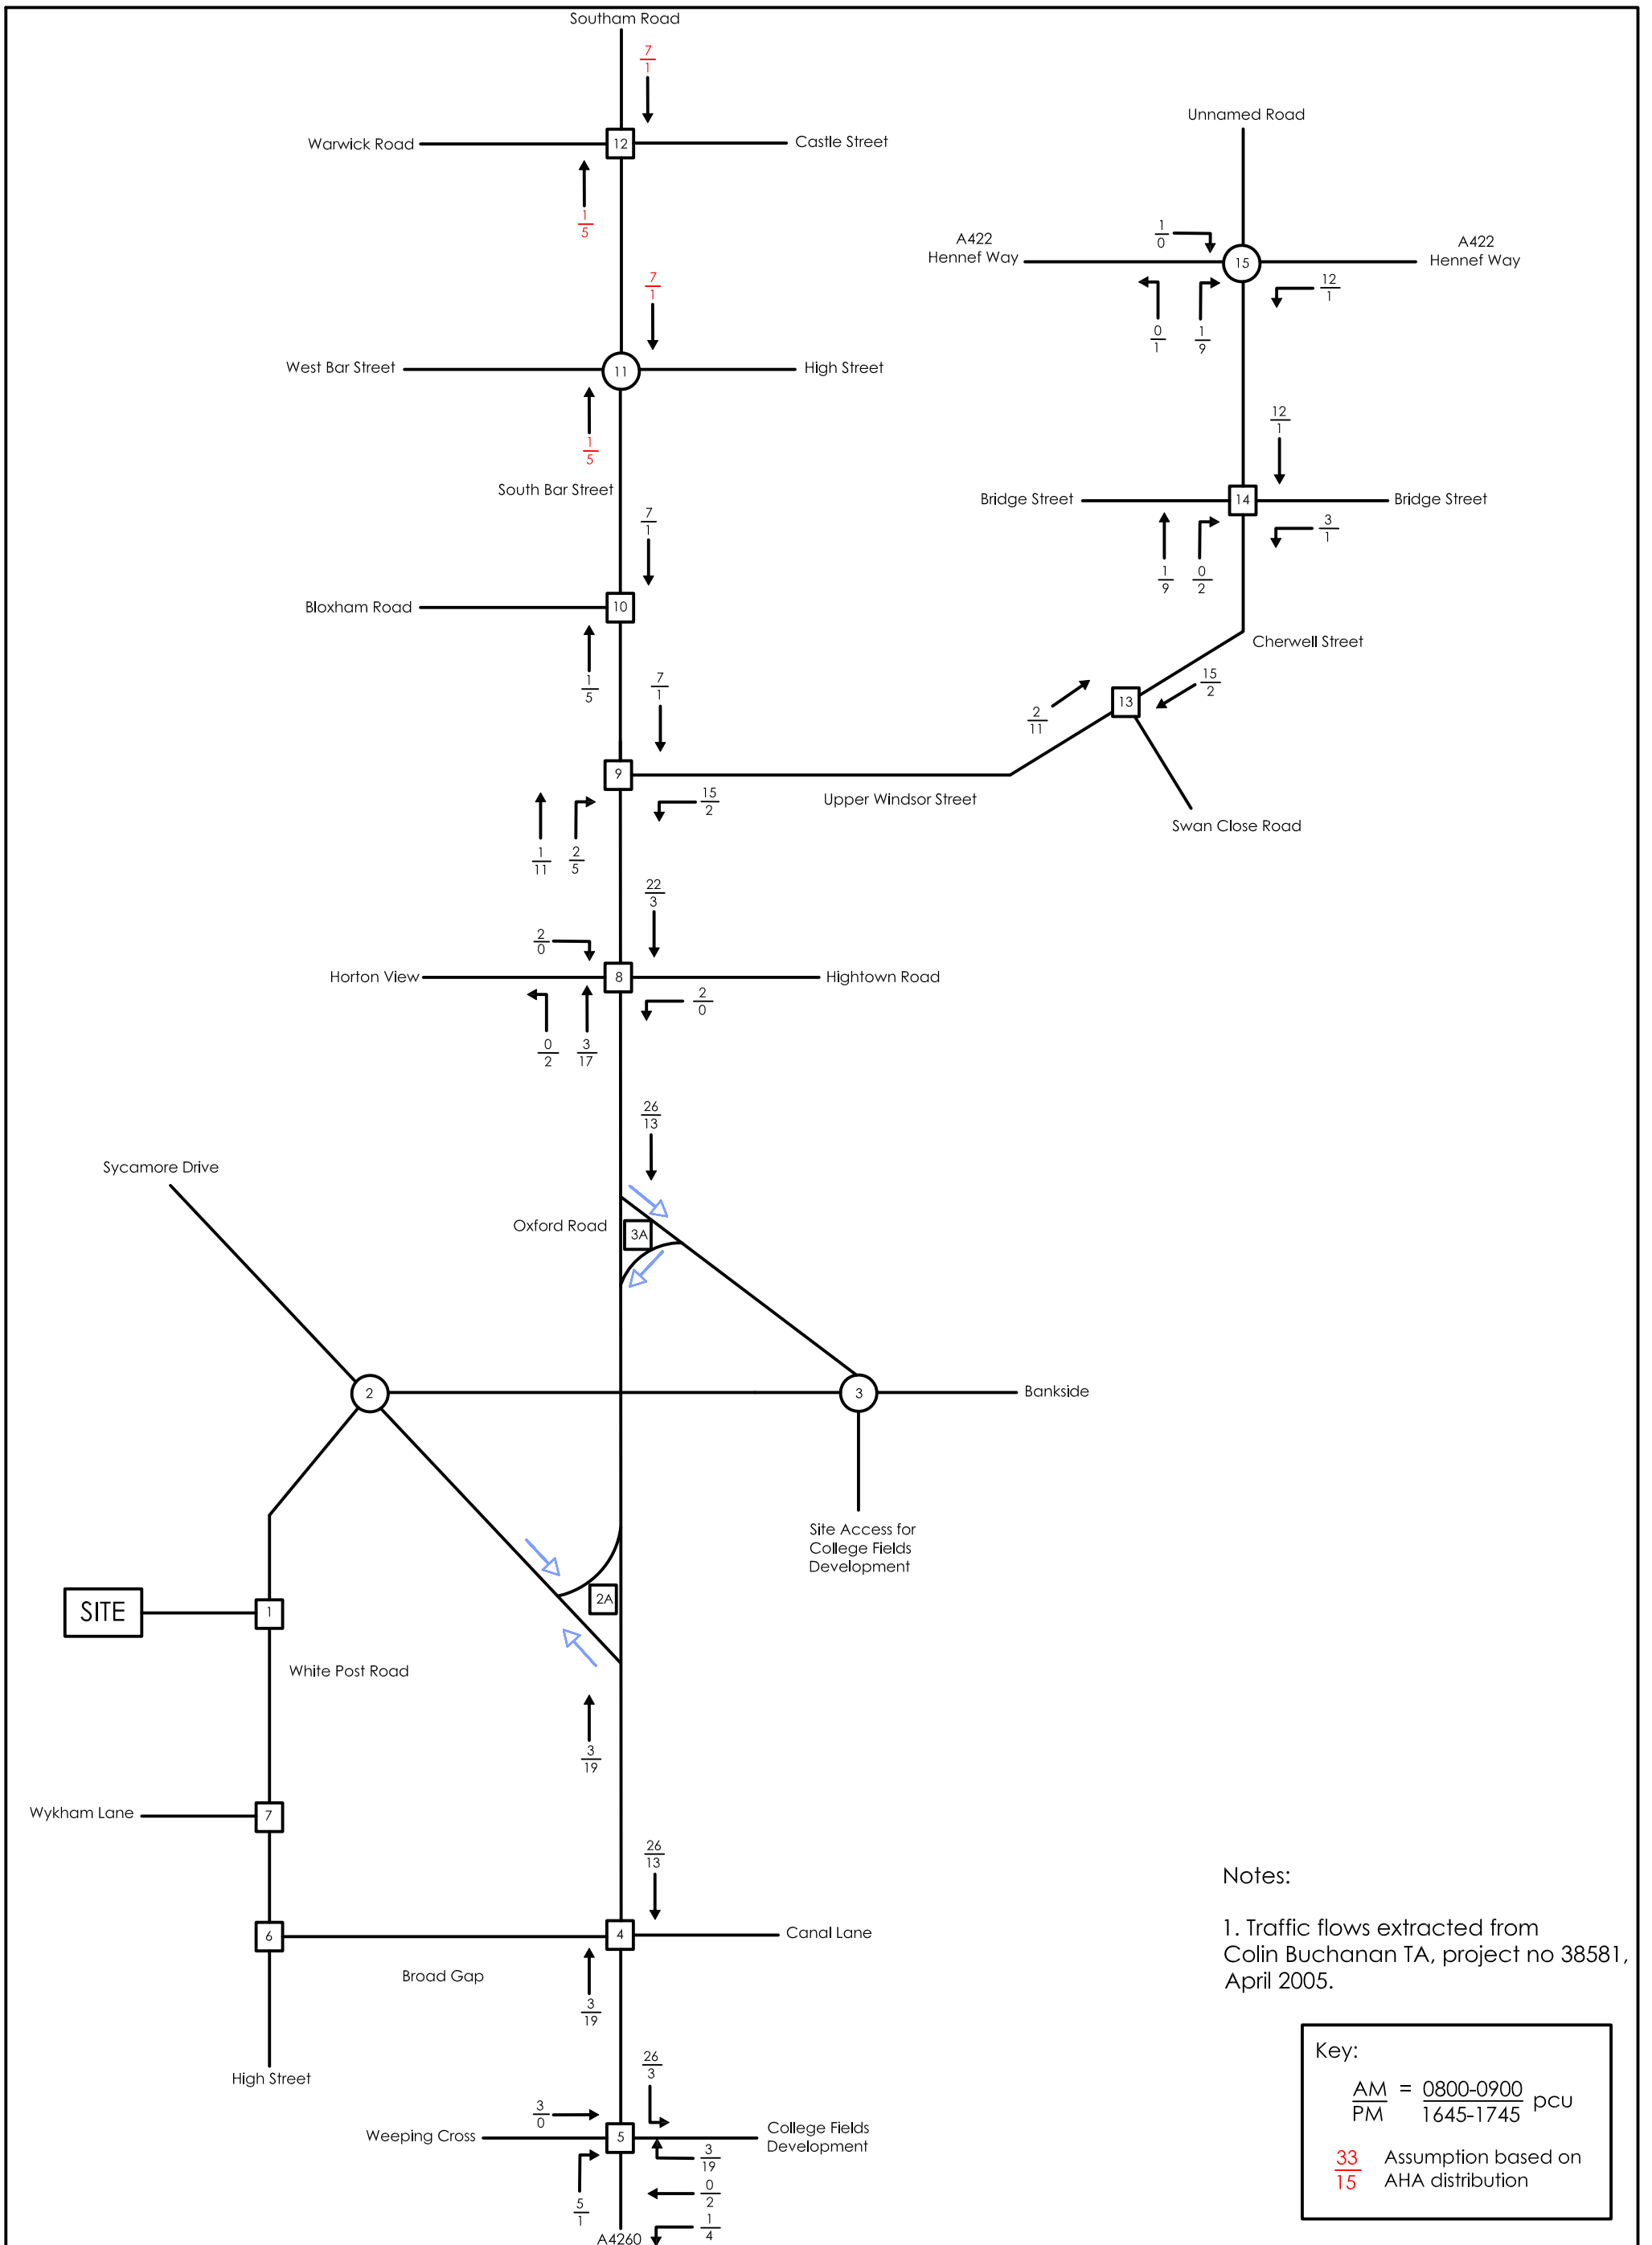 Southam Road
7
1
Warwick Road
12
Castle Street
1
5
Unnamed Road
A422
Hennef Way
1
0
15
A422
Hennef Way
12
1
0
1
1
9
7
1
West Bar Street
11
High Street
1
5
South Bar Street
12
1
Bridge Street
14
Bridge Street
3
1
1
9
0
2
7
1
Bloxham Road
10
1
5
Cherwell Street
15
2
13
2
11
7
1
9
Upper Windsor Street
15
2
Swan Close Road
1
11
2
5
22
3
2
0
Horton View
8
Hightown Road
2
0
0
2
3
17
26
13
Sycamore Drive
Oxford Road
3A
2
3
Bankside
Site Access for
College Fields
Development
2A
SITE
1
White Post Road
3
19
Wykham Lane
7
26
13
6
4
Canal Lane
Broad Gap
3
19
High Street
26
3
3
0
Weeping Cross
5
College Fields
Development
3
19
0
2
5
1
1
4
A4260
Notes:
1. Traffic flows extracted from
Colin Buchanan TA, project no 38581,
April 2005.
Key:
AM = 0800-0900 pcu
PM 1645-1745
33 Assumption based on
15 AHA distribution